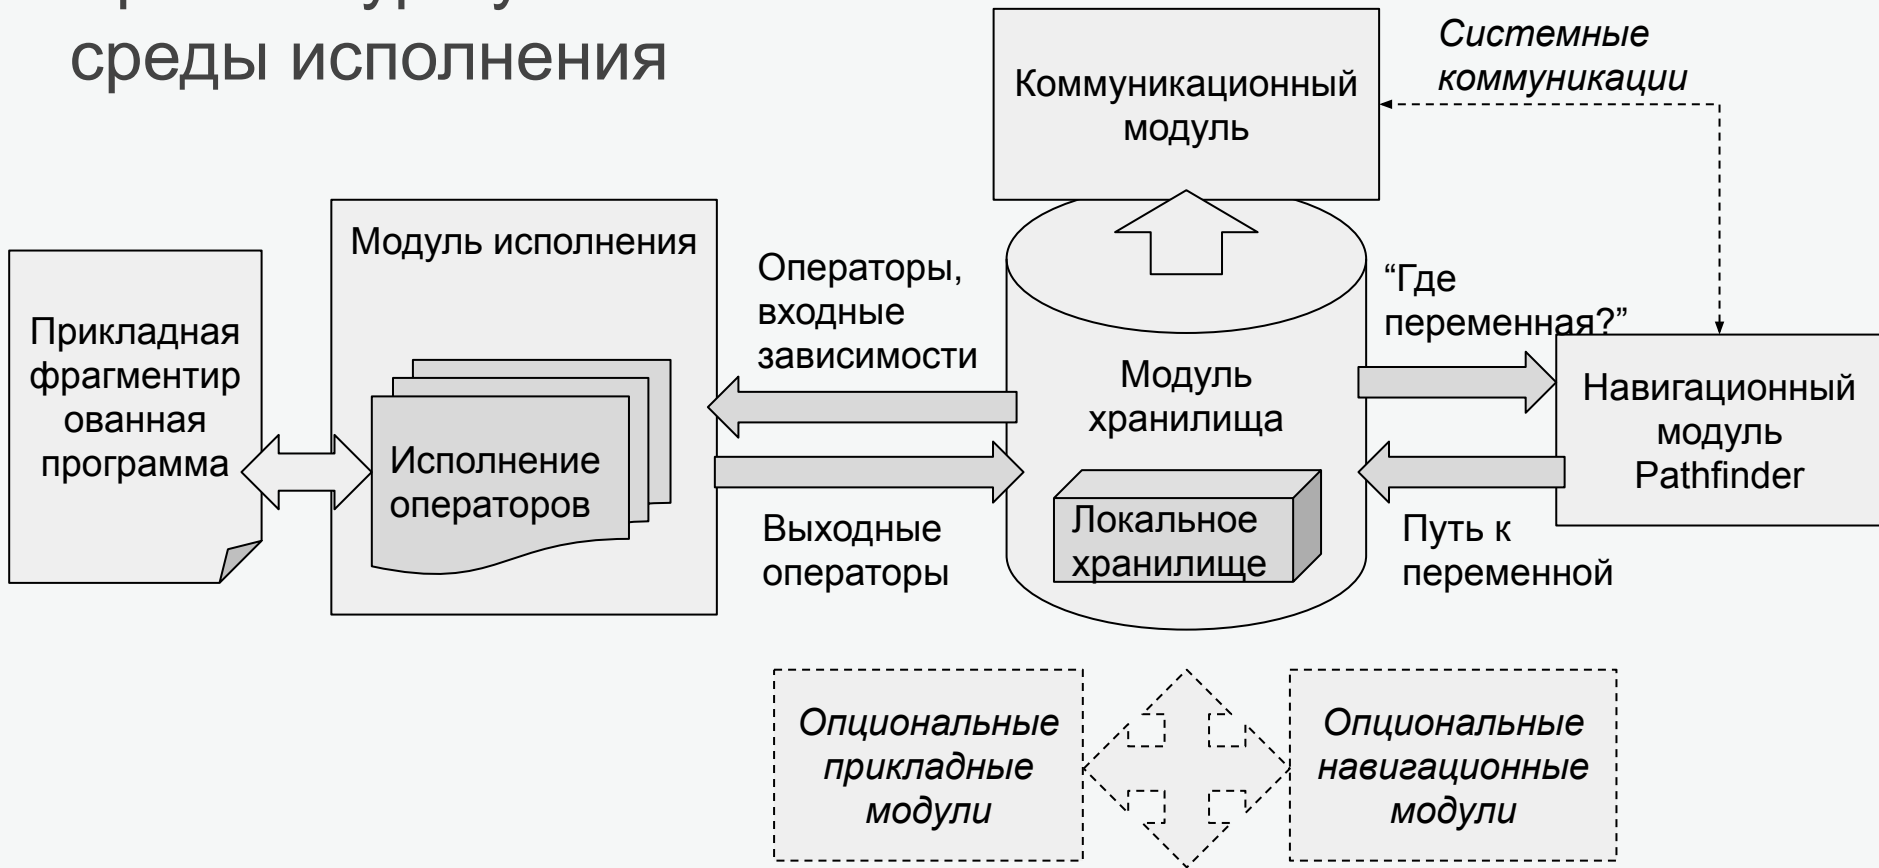 среды исполнения
Системные
коммуникации
Коммуникационный
модуль
Модуль исполнения
Прикладная
фрагментир
ованная
программа
Исполнение
операторов
Операторы,
входные
зависимости
Выходные
операторы
Модуль
хранилища
Локальное
хранилище
“Где
переменная?”
Путь к
переменной
Навигационный
модуль
Pathfinder
Опциональные
прикладные
модули
Опциональные
навигационные
модули